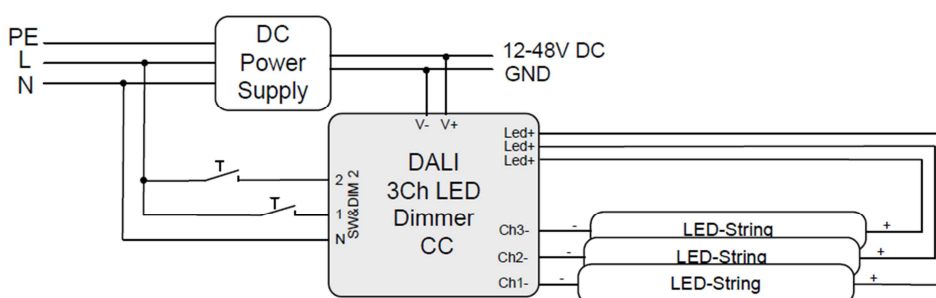 PE
L
N
DC
Power
Supply
12-48V DC
GND
V- V+
DALI
3Ch LED
Dimmer
CC
Led+
Led+
Led+
T
T
2
1
N
SW&DIM 2
Ch3-
Ch2-
Ch1-
- LED-String +
- LED-String +
- LED-String +